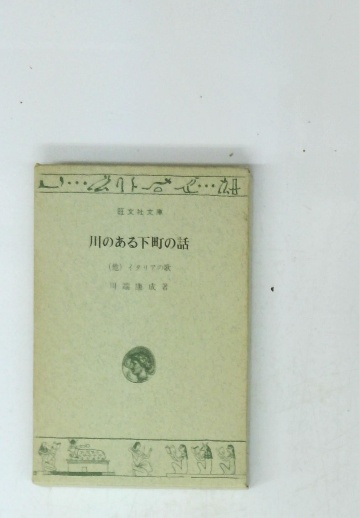 旺文社文庫
川のある下町の話
(他) イタリアの歌
川端康成著